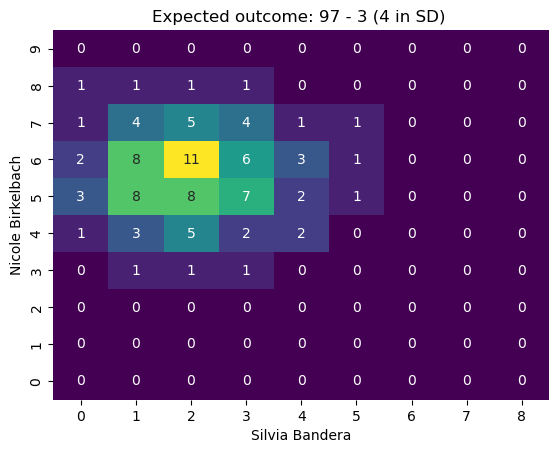 Expected outcome: 97 - 3 (4 in SD)
Nicole Birkelbach
9 0 0 0 0 0 0 0 0 0
8 1 1 1 1 0 0 0 0 0
7 1 4 5 4 1 1 0 0 0
6 2 8 11 6 3 1 0 0 0
5 3 8 8 7 2 1 0 0 0
4 1 3 5 2 2 0 0 0 0
3 0 1 1 1 0 0 0 0 0
2 0 0 0 0 0 0 0 0 0
1 0 0 0 0 0 0 0 0 0
0 0 0 0 0 0 0 0 0 0
0 1 2 3 4 5 6 7 8
Silvia Bandera